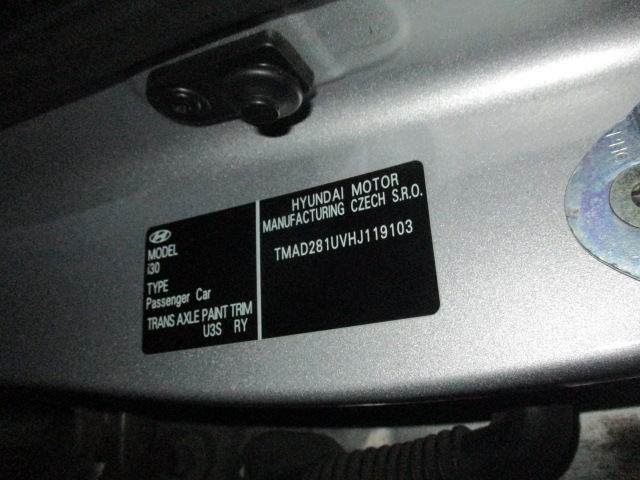 MODEL
i30
TYPE
Passenger Car
TRANS AXLE PAINT TRIM
U3S RY
HYUNDAI MOTOR
MANUFACTURING CZECH S.R.O.
TMAD281UVHJ119103